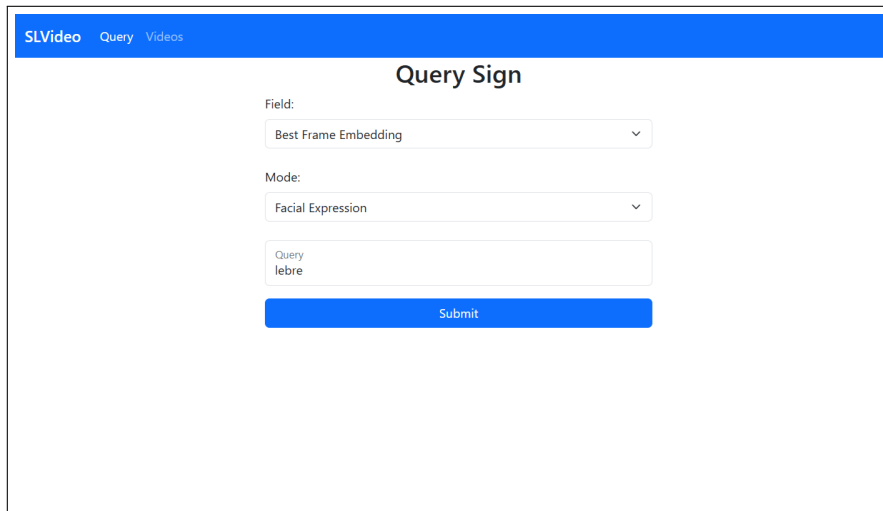 SLVideo Query Videos
Query Sign
Field:
Best Frame Embedding
Mode:
Facial Expression
Query
lebre
Submit